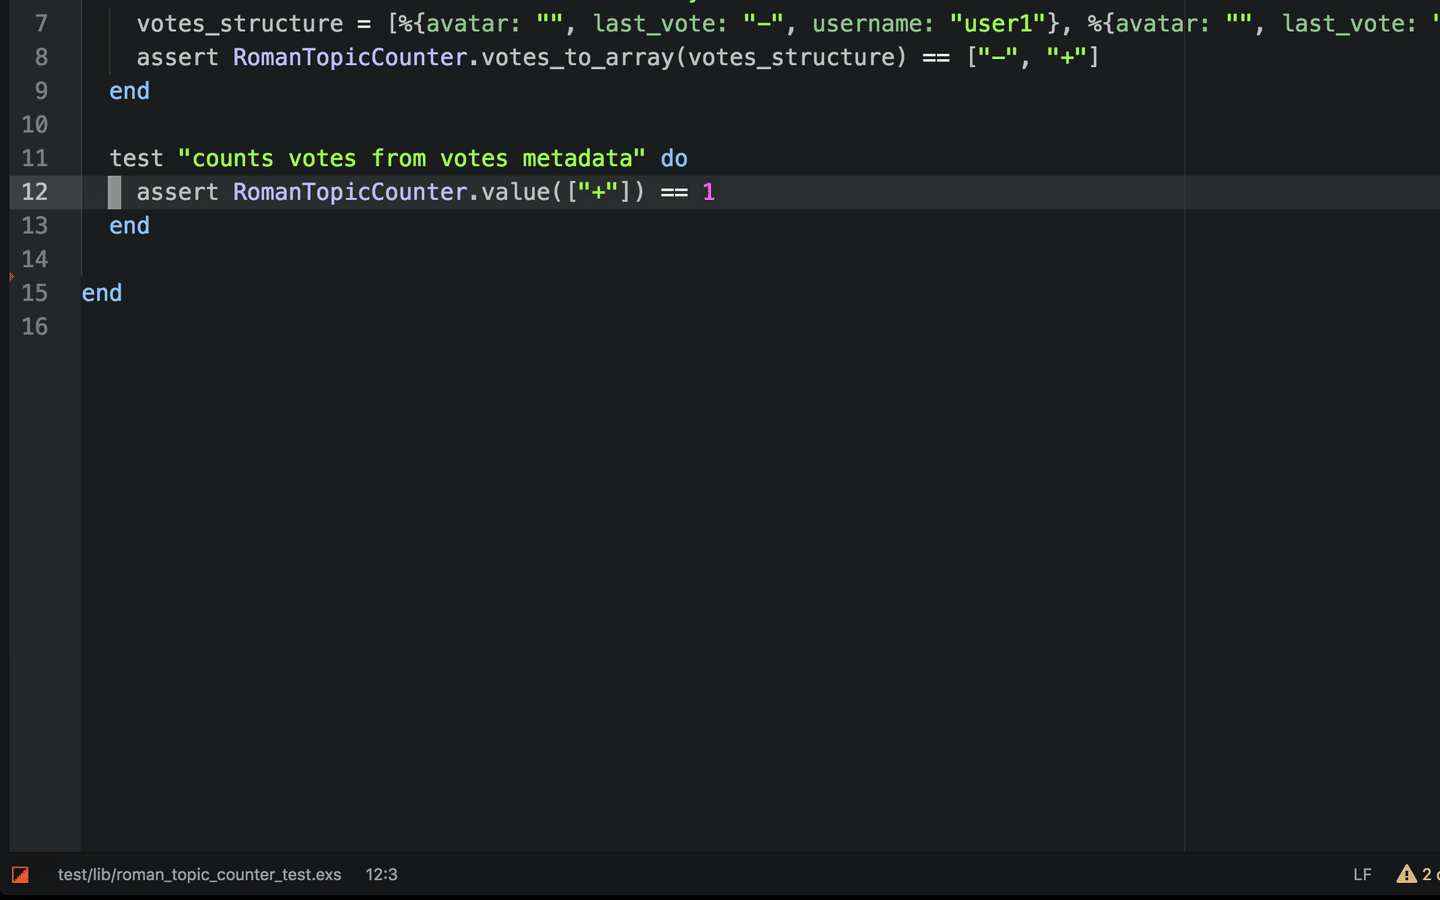 7 votes_structure = [%{avatar: "", last_vote: "-", username: "user1"}, %{avatar: "", last_vote: "
8 assert RomanTopicCounter.votes_to_array(votes_structure) == ["-", "+"]
9 end
10
11 test "counts votes from votes metadata" do
12 assert RomanTopicCounter.value(["+"]) == 1
13 end
14
15 end
16
test/lib/roman_topic_counter_test.exs 12:3 LF 2